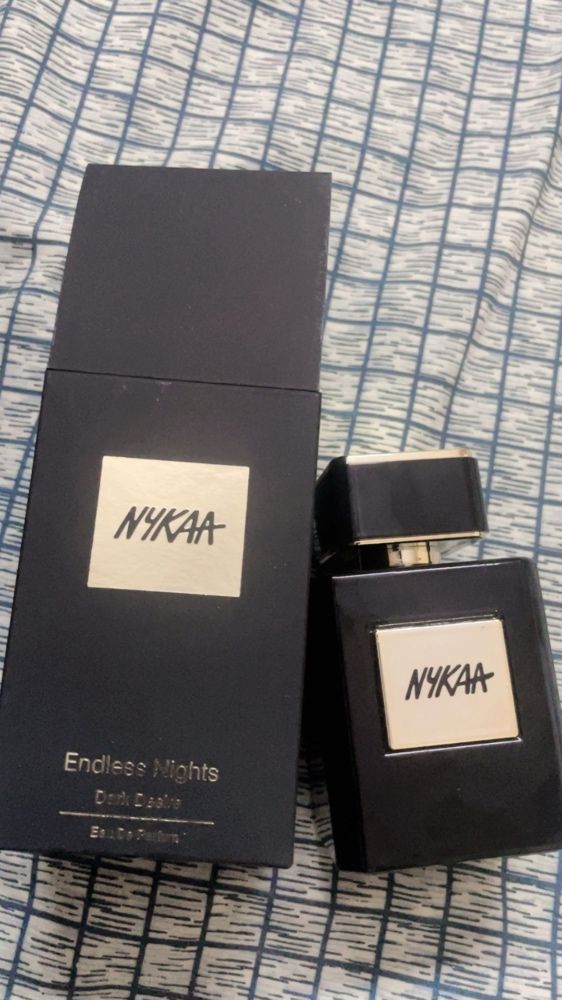 NYKAA
Endless Nights
Dark Desire
Eau De Parfum
NYKAA